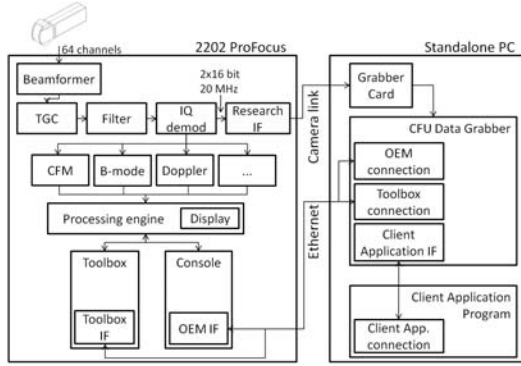 64 channels
2202 ProFocus
Standalone PC
Beamformer
2x16 bit
20 MHz
TGC
Filter
IQ
demod
Research
IF
Camera link
Grabber
Card
CFU Data Grabber
OEM
connection
Toolbox
connection
Client
Application IF
CFM
B-mode
Doppler
...
Processing engine
Display
Ethernet
Toolbox
Console
Toolbox
IF
OEM IF
Client Application
Program
Client App.
connection